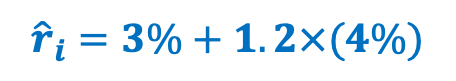 r̂ᵢ = 3% + 1.2×(4%)